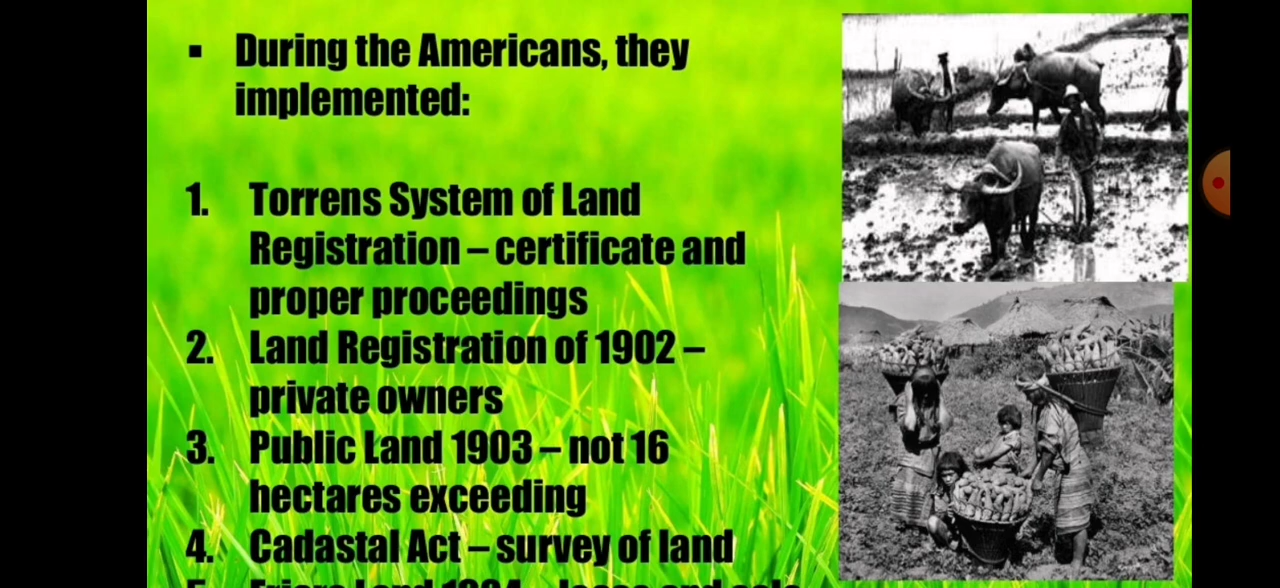 ▪ During the Americans, they
implemented:
1. Torrens System of Land
Registration – certificate and
proper proceedings
2. Land Registration of 1902 –
private owners
3. Public Land 1903 – not 16
hectares exceeding
4. Cadastal Act – survey of land